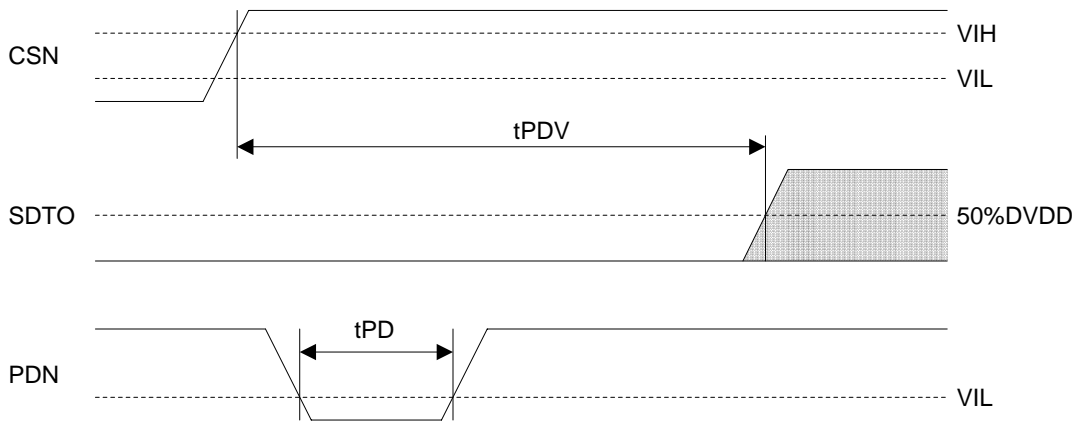 CSN
VIH
VIL
tPDV
SDTO
50%DVDD
tPD
PDN
VIL